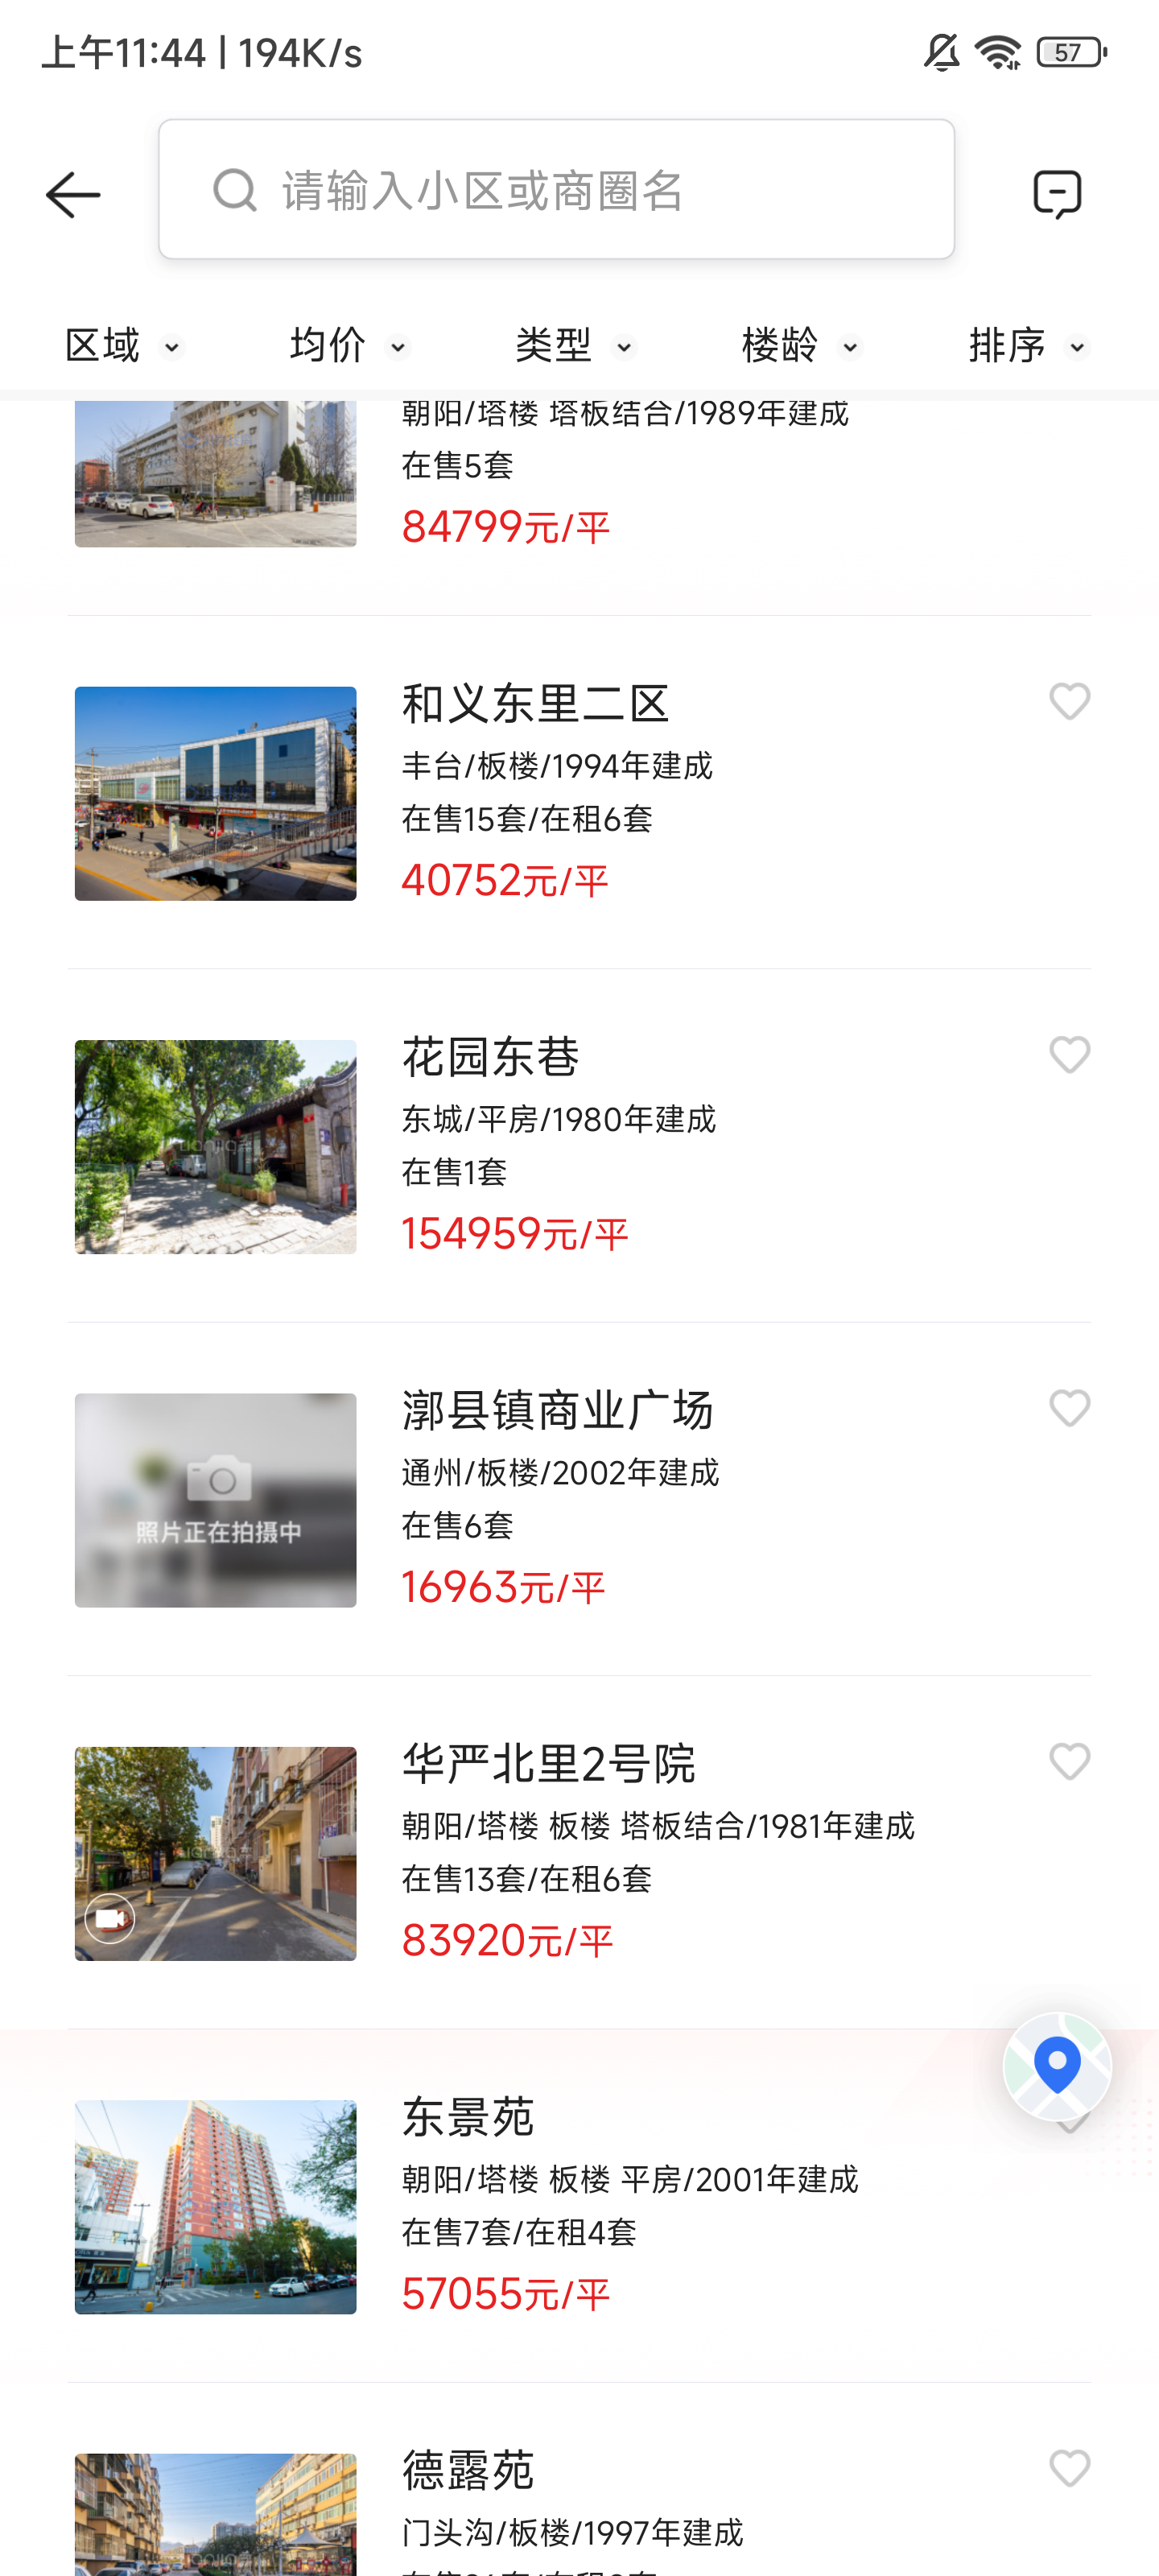 上午11:44 | 194K/s
57
请输入小区或商圈名
区域 均价 类型 楼龄 排序
朝阳/塔楼 塔板结合/1989年建成
在售5套
84799元/平
和义东里二区
丰台/板楼/1994年建成
在售15套/在租6套
40752元/平
花园东巷
东城/平房/1980年建成
在售1套
154959元/平
漷县镇商业广场
照片正在拍摄中
通州/板楼/2002年建成
在售6套
16963元/平
华严北里2号院
朝阳/塔楼 板楼 塔板结合/1981年建成
在售13套/在租6套
83920元/平
东景苑
朝阳/塔楼 板楼 平房/2001年建成
在售7套/在租4套
57055元/平
德露苑
门头沟/板楼/1997年建成